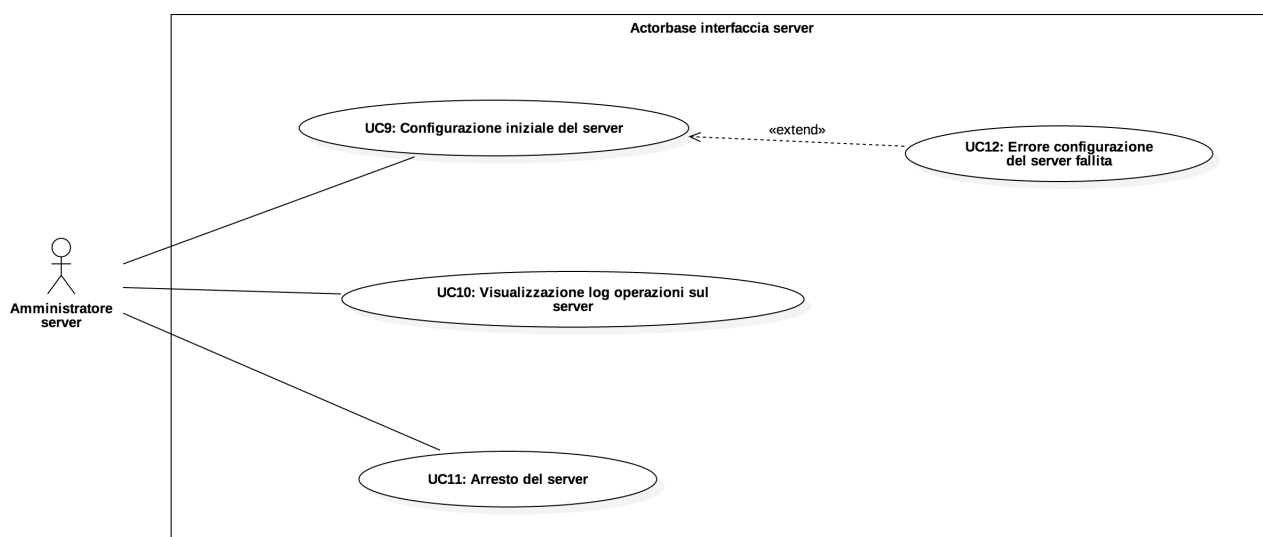 Actorbase interfaccia server
UC9: Configurazione iniziale del server
«extend»
UC12: Errore configurazione
del server fallita
Amministratore
server
UC10: Visualizzazione log operazioni sul
server
UC11: Arresto del server